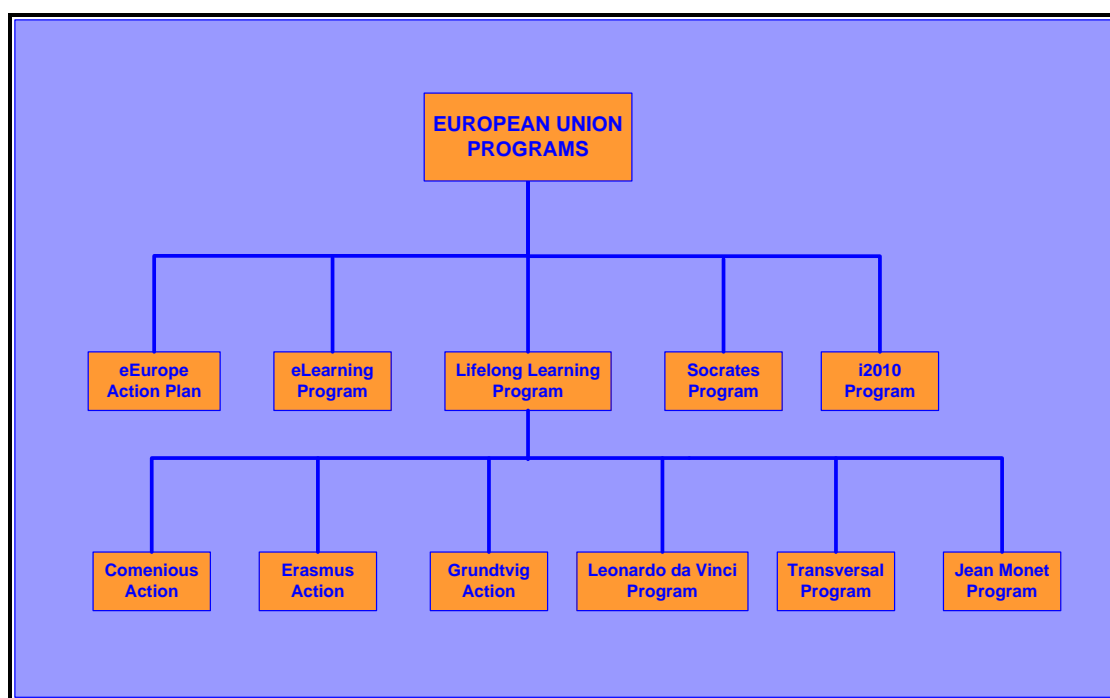 EUROPEAN UNION
PROGRAMS
eEurope
Action Plan
eLearning
Program
Lifelong Learning
Program
Socrates
Program
i2010
Program
Comenious
Action
Erasmus
Action
Grundtvig
Action
Leonardo da Vinci
Program
Transversal
Program
Jean Monet
Program